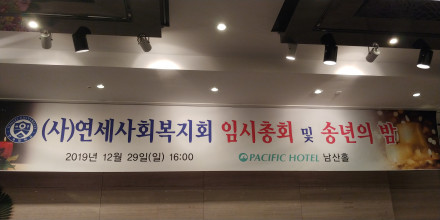 (사)연세사회복지회 임시총회 및 송년의 밤
2019년 12월 29일(일) 16:00 PACIFIC HOTEL 남산홀